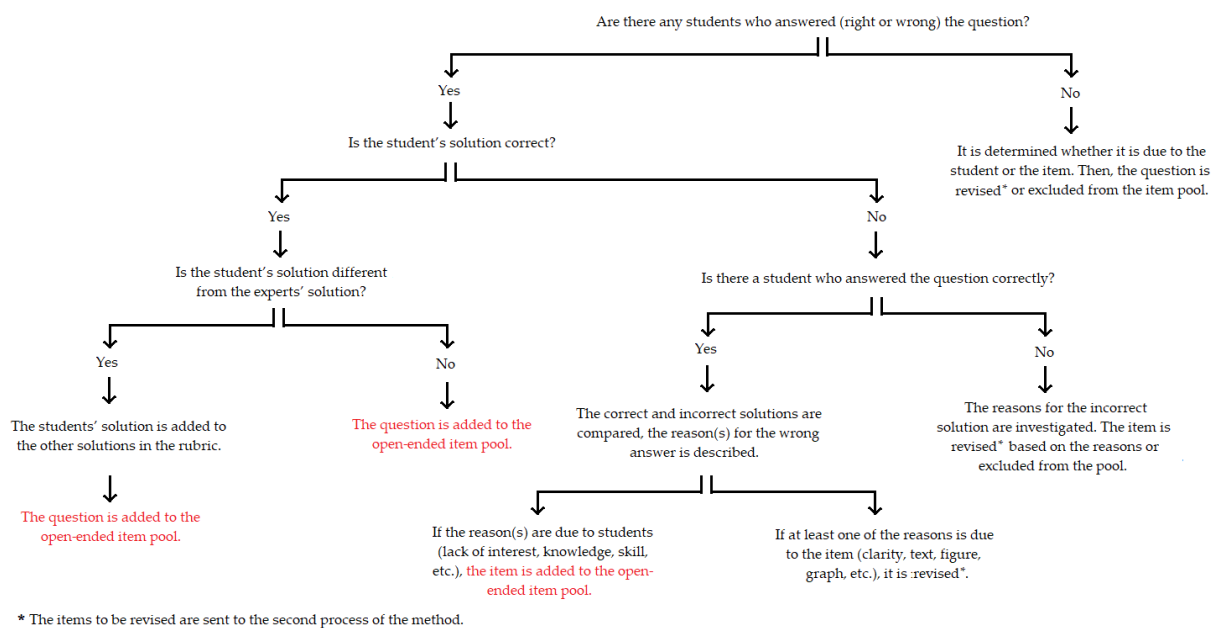 Are there any students who answered (right or wrong) the question?
Yes
No
Is the student's solution correct?
It is determined whether it is due to the
student or the item. Then, the question is
revised* or excluded from the item pool.
Yes
No
Is the student's solution different
from the experts' solution?
Is there a student who answered the question correctly?
Yes
No
Yes
No
The students' solution is added to
the other solutions in the rubric.
The question is added to the
open-ended item pool.
The correct and incorrect solutions are
compared, the reason(s) for the wrong
answer is described.
The reasons for the incorrect
solution are investigated. The item is
revised* based on the reasons or
excluded from the pool.
The question is added to the
open-ended item pool.
If the reason(s) are due to students
(lack of interest, knowledge, skill,
etc.), the item is added to the open-
ended item pool.
If at least one of the reasons is due
to the item (clarity, text, figure,
graph, etc.), it is :revised*.
* The items to be revised are sent to the second process of the method.